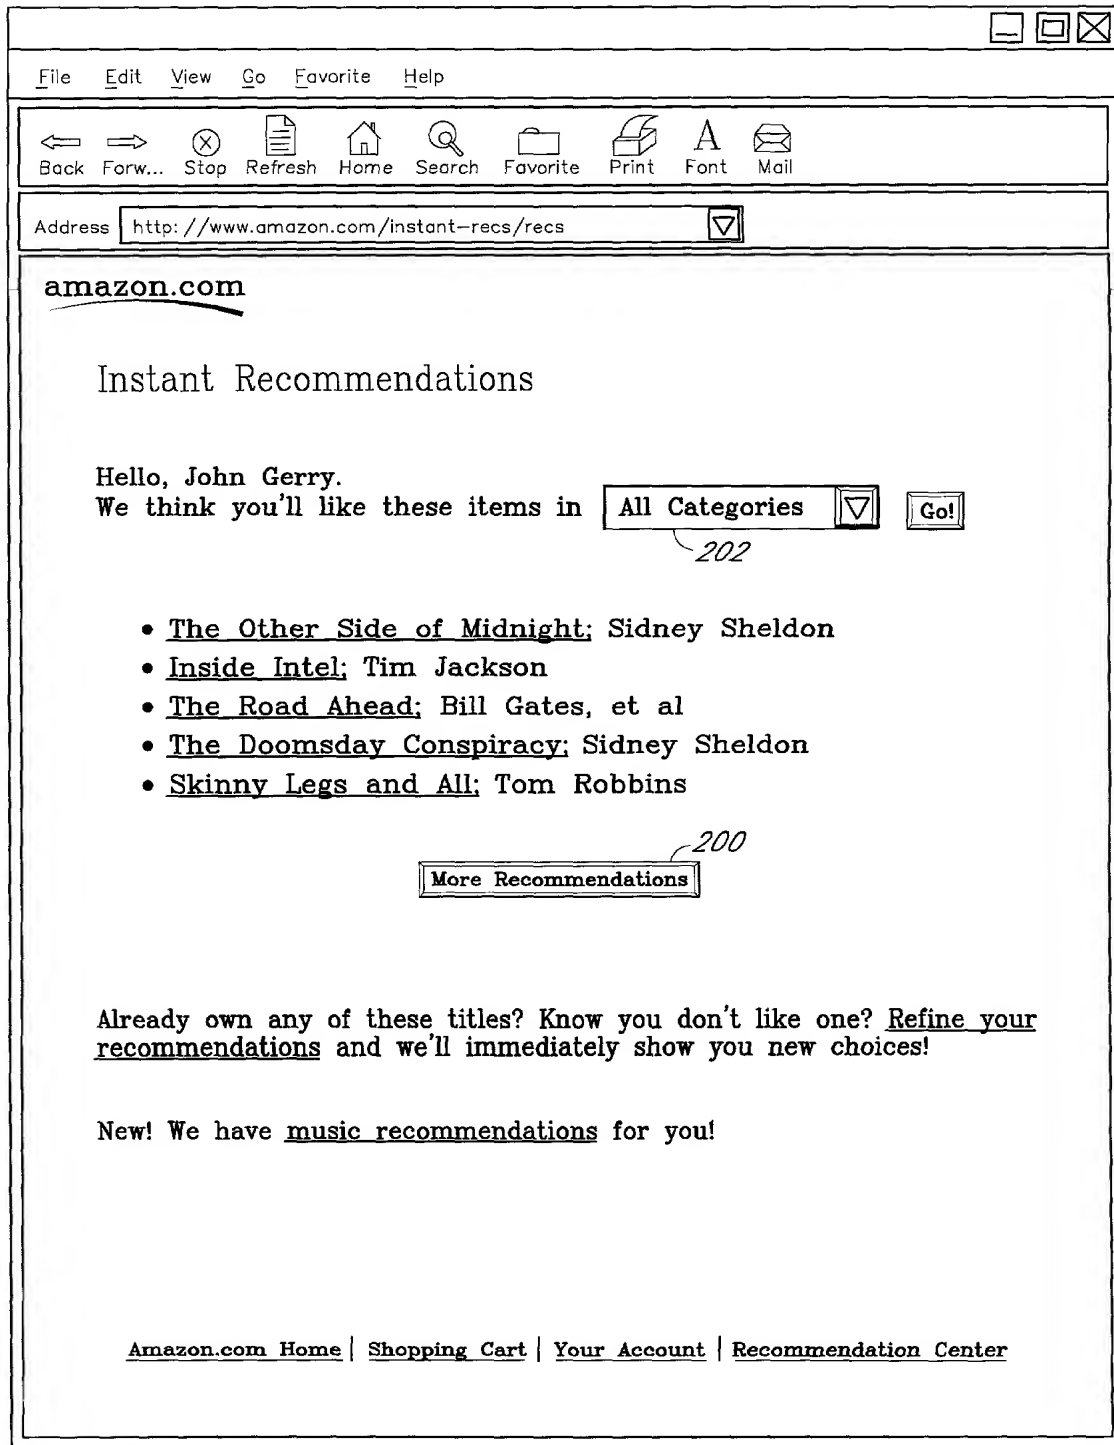 File Edit View Go Favorite Help
Back Forw... Stop Refresh Home Search Favorite Print Font Mail
Address http://www.amazon.com/instant-recs/recs
amazon.com
Instant Recommendations
Hello, John Gerry.
We think you'll like these items in All Categories Go!
202
• The Other Side of Midnight; Sidney Sheldon
• Inside Intel; Tim Jackson
• The Road Ahead; Bill Gates, et al
• The Doomsday Conspiracy; Sidney Sheldon
• Skinny Legs and All; Tom Robbins
200
More Recommendations
Already own any of these titles? Know you don't like one? Refine your
recommendations and we'll immediately show you new choices!
New! We have music recommendations for you!
Amazon.com Home | Shopping Cart | Your Account | Recommendation Center